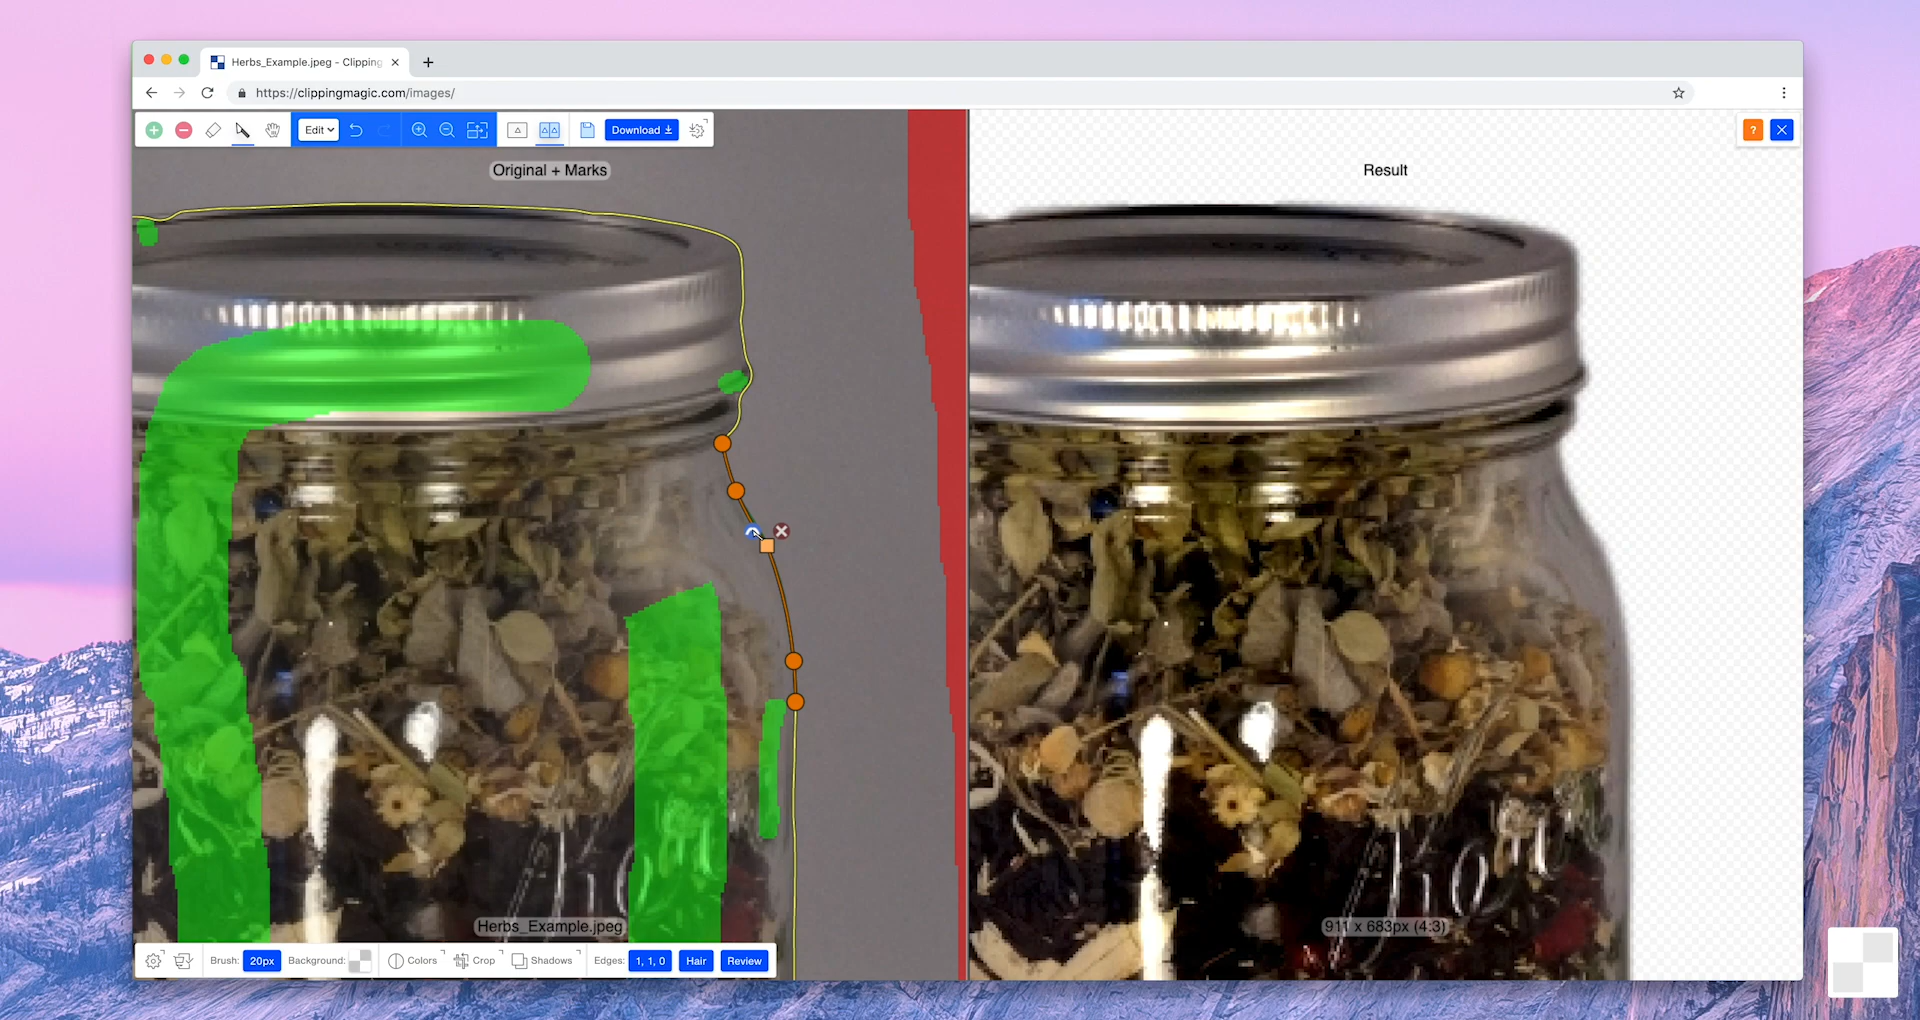 Herbs_Example.jpeg - Clipping
https://clippingmagic.com/images/
Edit
Download
?
Original + Marks
Result
Herbs_Example.jpeg
911 x 683px (4:3)
Brush: 20px Background: Colors Crop Shadows Edges: 1, 1, 0 Hair Review